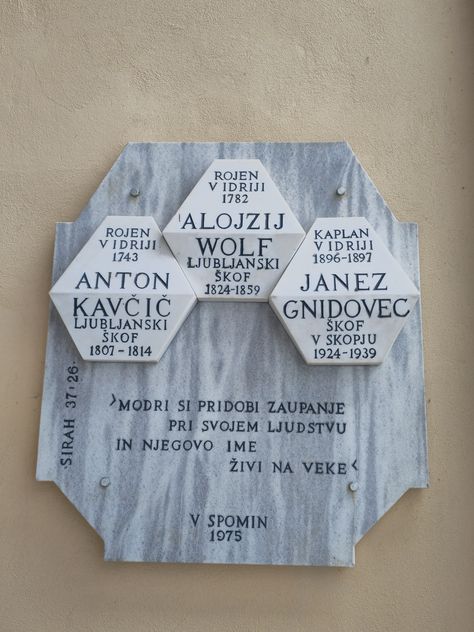 ROJEN
V IDRIJI
1743
ANTON
KAVČIČ
LJUBLJANSKI
ŠKOF
1807 - 1814
ROJEN
V IDRIJI
1782
ALOJZIJ
WOLF
LJUBLJANSKI
ŠKOF
1824-1859
KAPLAN
V IDRIJI
1896-1897
JANEZ
GNIDOVEC
ŠKOF
V SKOPJU
1924-1939
SIRAH 37:26
›MODRI SI PRIDOBI ZAUPANJE
PRI SVOJEM LJUDSTVU
IN NJEGOVO IME
ŽIVI NA VEKE‹
V SPOMIN
1975